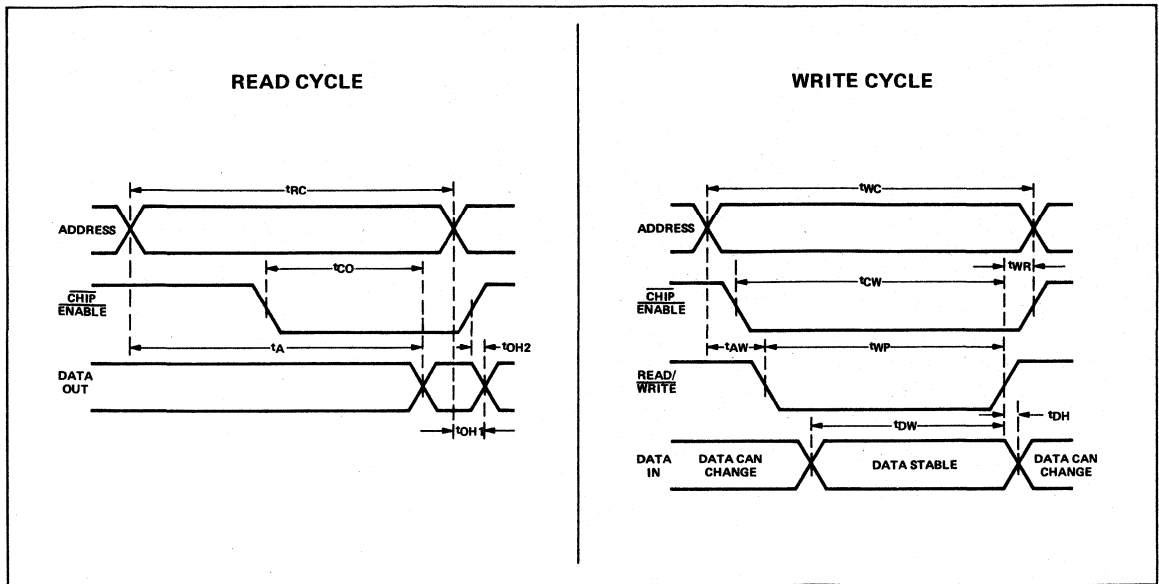 READ CYCLE
tRC
ADDRESS
tCO
CHIP
ENABLE
tA
tOH2
DATA
OUT
tOH1
WRITE CYCLE
tWC
ADDRESS
tWR
tCW
CHIP
ENABLE
tAW
tWP
READ/
WRITE
tDH
tDW
DATA
IN
DATA CAN
CHANGE
DATA STABLE
DATA CAN
CHANGE